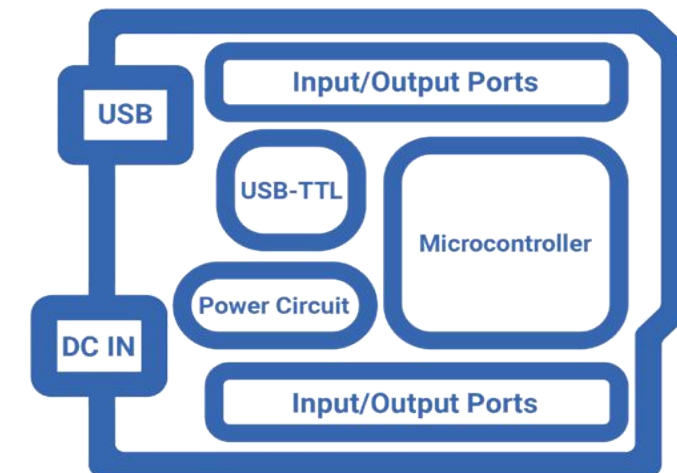 Input/Output Ports
USB
USB-TTL
Microcontroller
Power Circuit
DC IN
Input/Output Ports